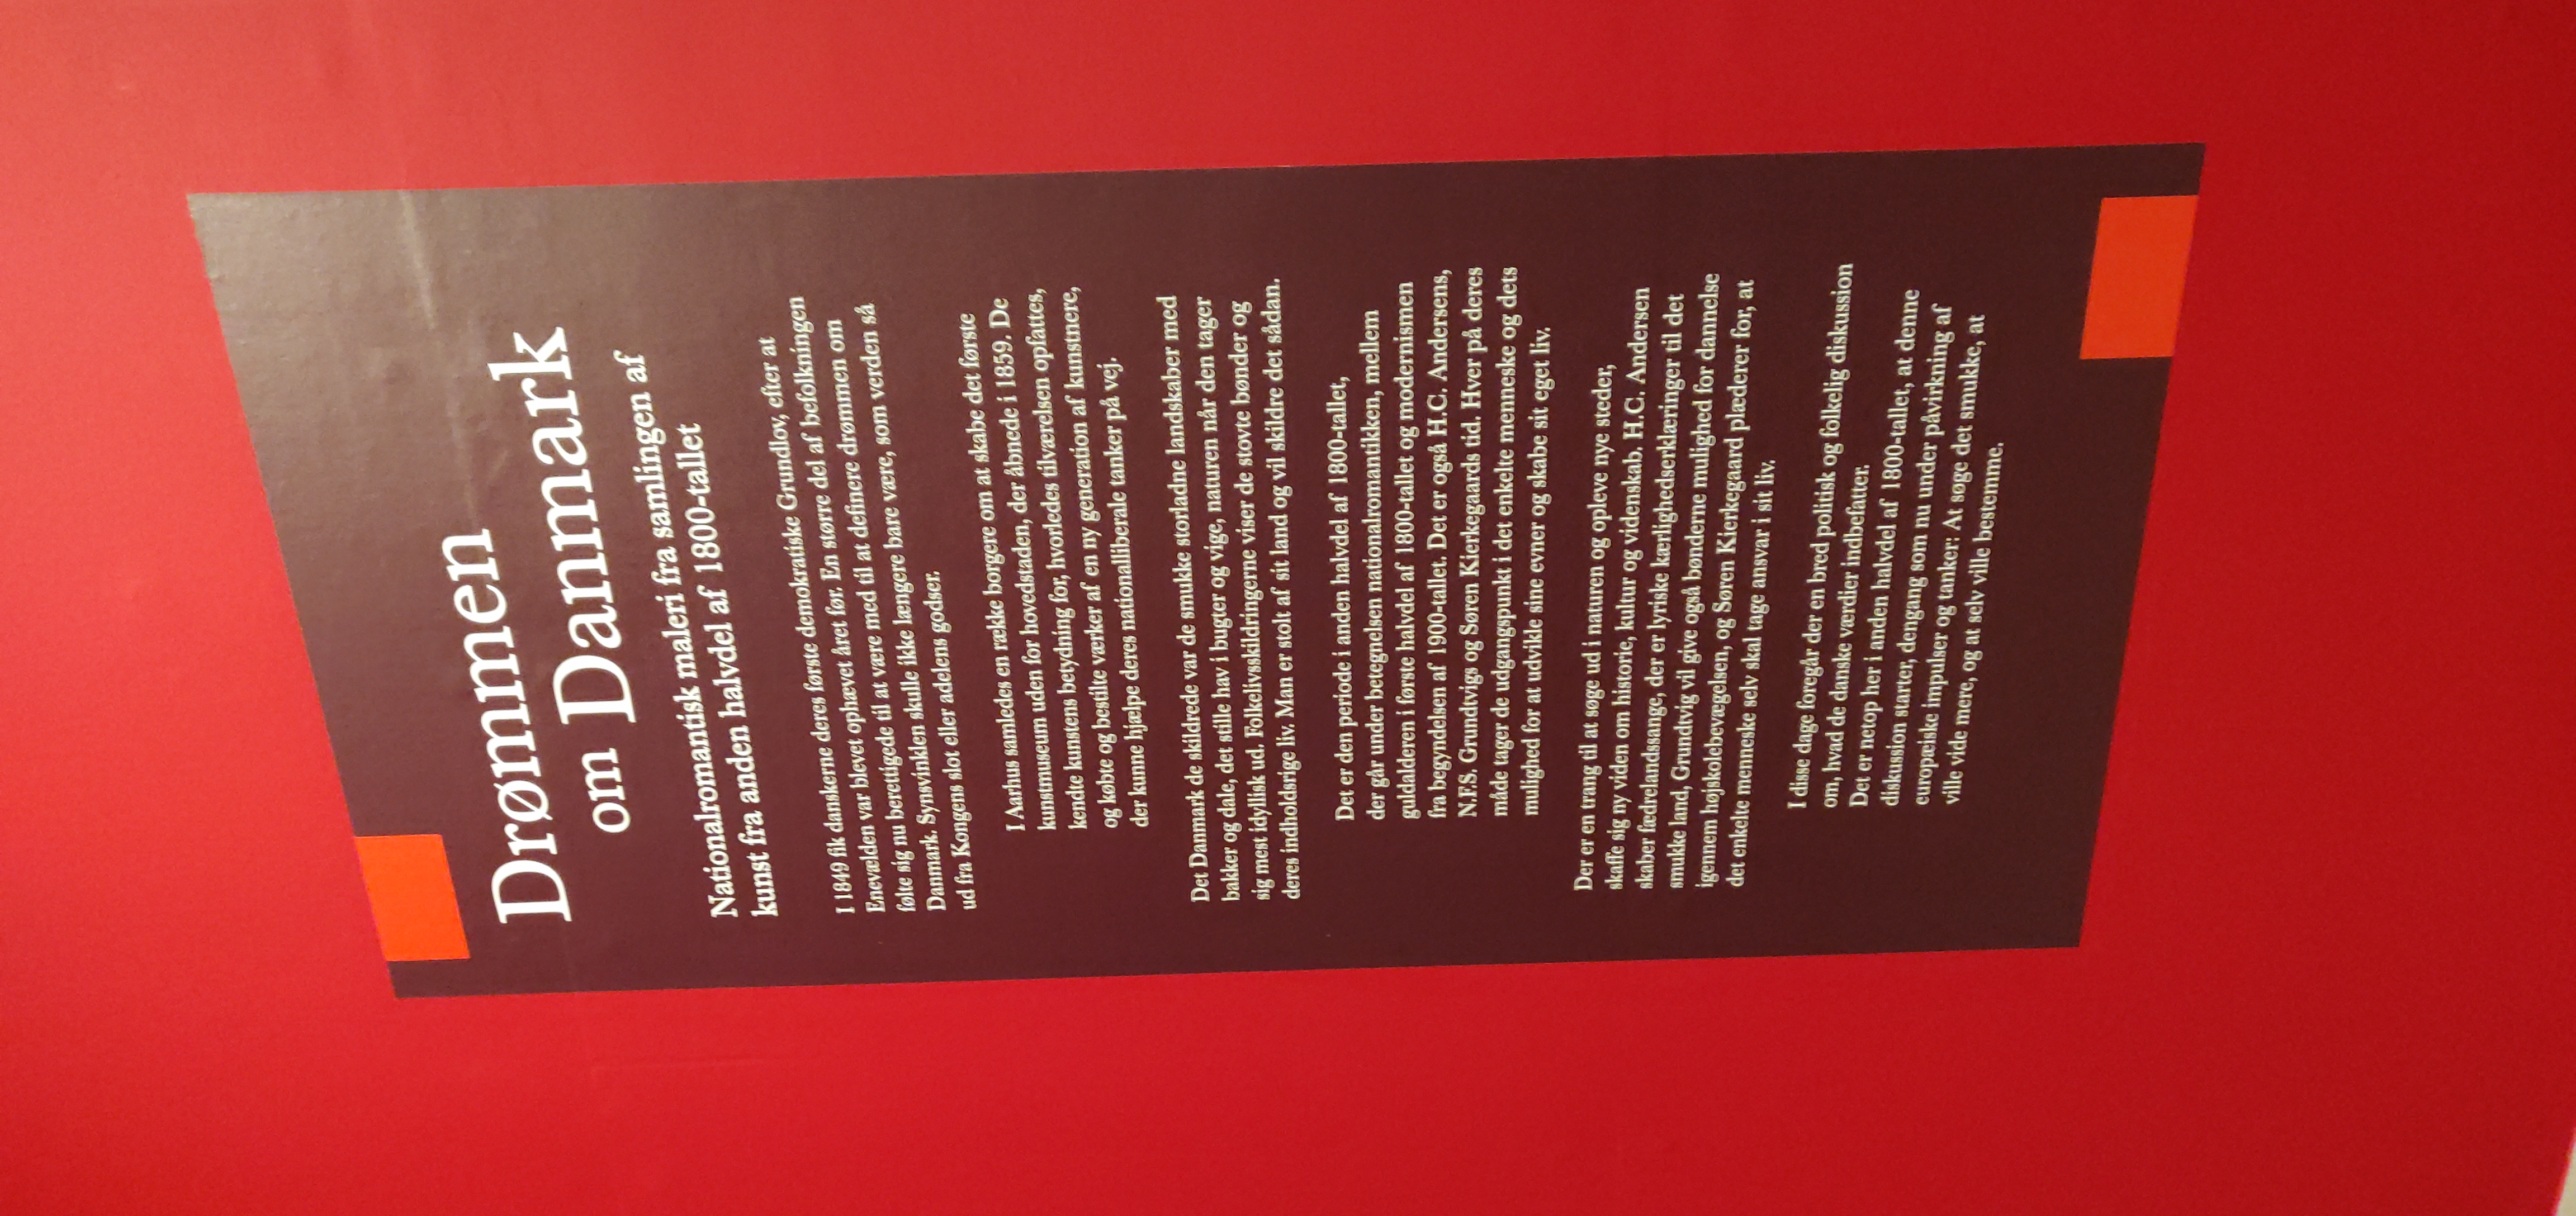 Drømmen
om Danmark
Nationalromantisk maleri fra samlingen af
kunst fra anden halvdel af 1800-tallet
I 1849 fik danskerne deres første demokratiske Grundlov, efter at
Enevælden var blevet ophævet året før. En større del af befolkningen
følte sig nu berettigede til at være med til at definere drømmen om
Danmark. Synsvinklen skulle ikke længere bare være, som verden så
ud fra Kongens slot eller adelens godser.
I Aarhus samledes en række borgere om at skabe det første
kunstmuseum uden for hovedstaden, der åbnede i 1859. De
kendte kunstens betydning for, hvorledes tilværelsen opfattes,
og købte og bestilte værker af en ny generation af kunstnere,
der kunne hjælpe deres nationalliberale tanker på vej.
Det Danmark de skildrede var de smukke storladne landskaber med
bakker og dale, det stille hav i bugter og vige, naturen når den tager
sig mest idyllisk ud. Folkelivsskildringerne viser de stovte bønder og
deres indholdsrige liv. Man er stolt af sit land og vil skildre det sådan.
Det er den periode i anden halvdel af 1800-tallet,
der går under betegnelsen nationalromantikken, mellem
guldalderen i første halvdel af 1800-tallet og modernismen
fra begyndelsen af 1900-tallet. Det er også H.C. Andersens,
N.F.S. Grundtvigs og Søren Kierkegaards tid. Hver på deres
måde tager de udgangspunkt i det enkelte menneske og dets
mulighed for at udvikle sine evner og skabe sit eget liv.
Der er en trang til at søge ud i naturen og opleve nye steder,
skaffe sig ny viden om historie, kultur og videnskab. H.C. Andersen
skaber fædrelandssange, der er lyriske kærlighedserklæringer til det
smukke land, Grundtvig vil give også bønderne mulighed for dannelse
igennem højskolebevægelsen, og Søren Kierkegaard plæderer for, at
det enkelte menneske selv skal tage ansvar i sit liv.
I disse dage foregår der en bred politisk og folkelig diskussion
om, hvad de danske værdier indbefatter.
Det er netop her i anden halvdel af 1800-tallet, at denne
diskussion starter, dengang som nu under påvirkning af
europæiske impulser og tanker: At søge det smukke, at
ville vide mere, og at selv ville bestemme.